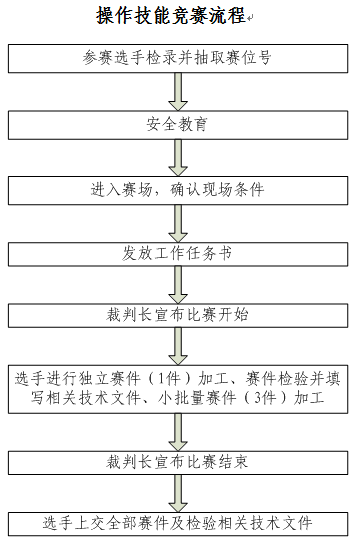 操作技能竞赛流程
参赛选手检录并抽取赛位号
安全教育
进入赛场，确认现场条件
发放工作任务书
裁判长宣布比赛开始
选手进行独立赛件（1件）加工、赛件检验并填
写相关技术文件、小批量赛件（3件）加工
裁判长宣布比赛结束
选手上交全部赛件及检验相关技术文件